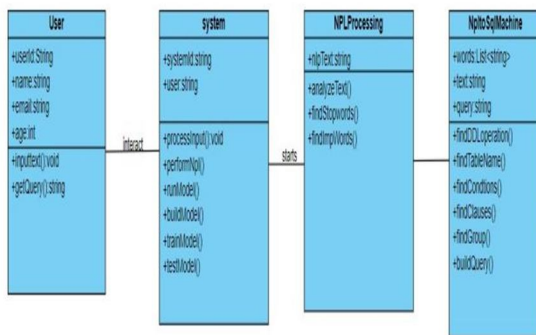 User
+userId:String
+name:string
+email:string
+age:int
+inputtext():void
+getQuery():string
interact
system
+systemId:string
+user:string
+processInput():void
+performNpl()
+runModel()
+buildModel()
+trainModel()
+testModel()
starts
NPLProcessing
+nlpText:string
+analyzeText()
+findStopwords()
+findImplWords()
NpltoSqlMachine
+words:List<string>
+text:string
+query:string
+findDDLoperation()
+findTableName()
+findCondtions()
+findClauses()
+findGroup()
+buildQuery()